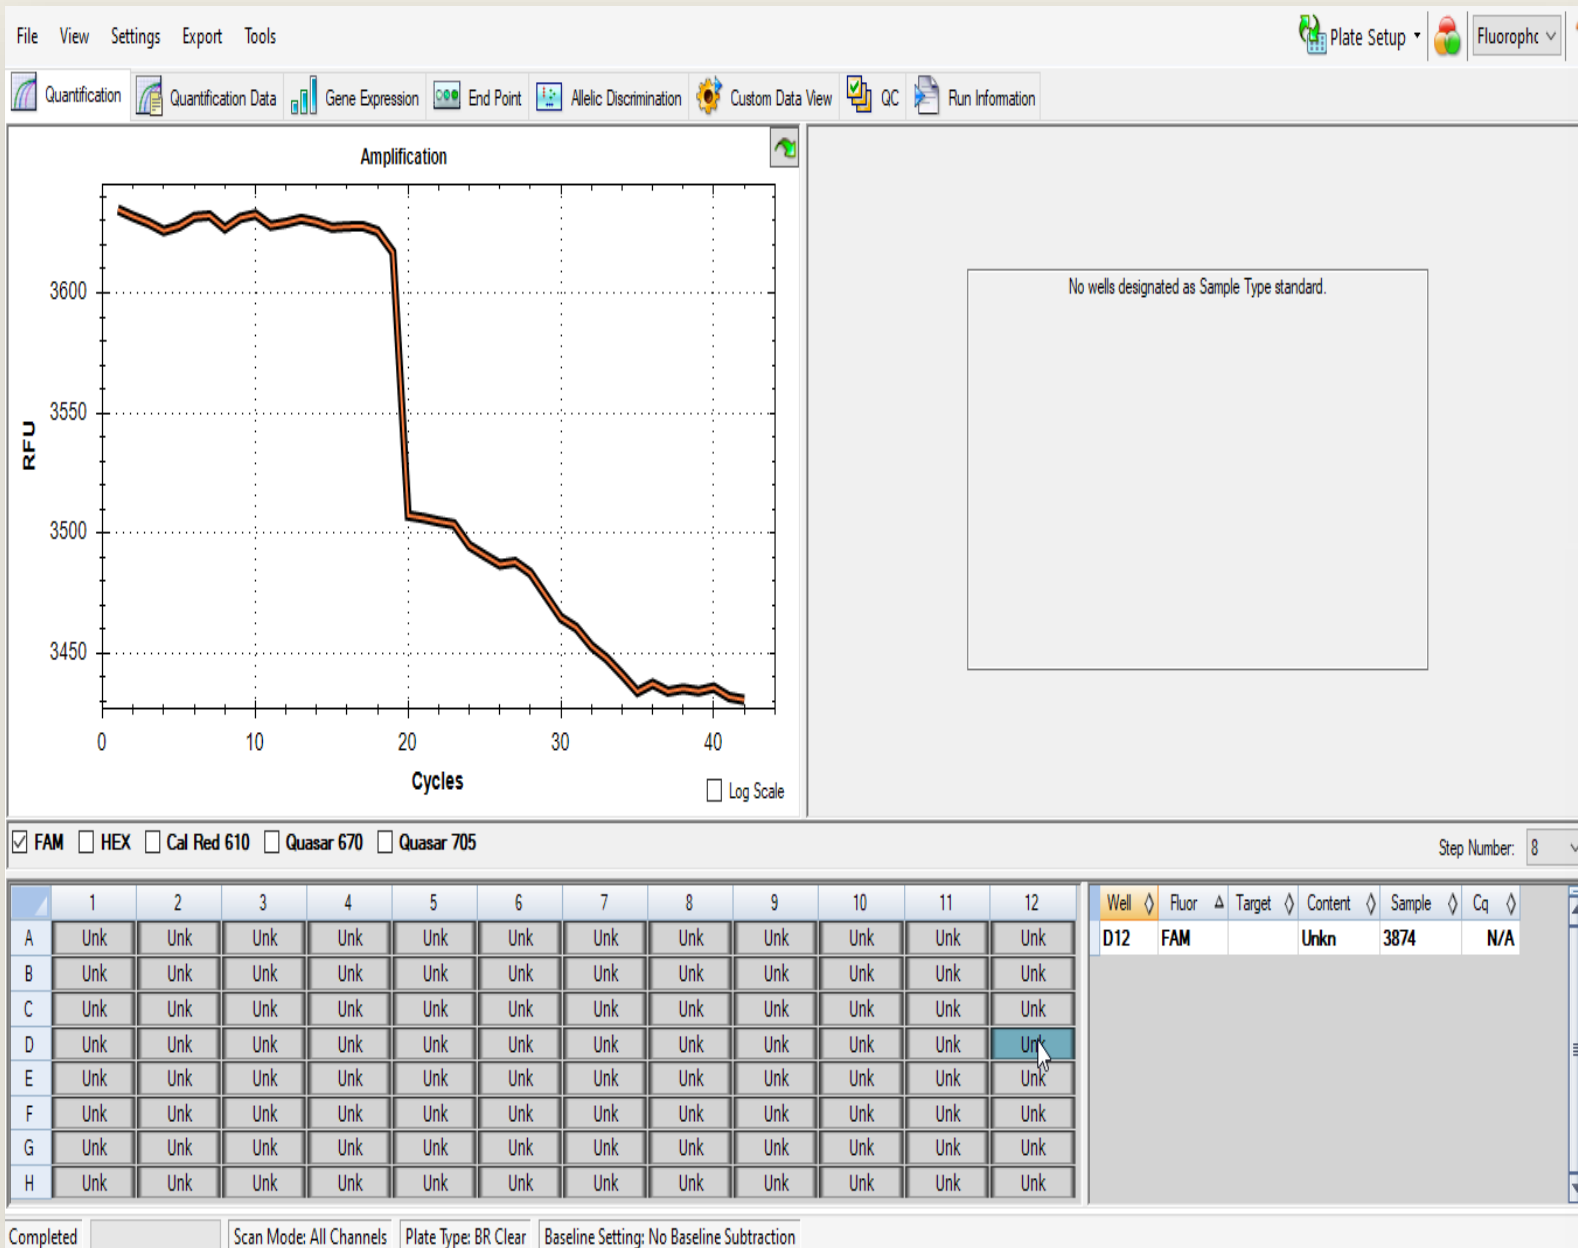 File View Settings Export Tools
Plate Setup
Quantification Quantification Data Gene Expression End Point Allelic Discrimination Custom Data View QC Run Information
Amplification
3600
3550
3500
3450
RFU
0 10 20 30 40
Cycles
Log Scale
No wells designated as Sample Type standard.
FAM HEX Cal Red 610 Quasar 670 Quasar 705
Step Number: 8
1 2 3 4 5 6 7 8 9 10 11 12
A Unk Unk Unk Unk Unk Unk Unk Unk Unk Unk Unk Unk
B Unk Unk Unk Unk Unk Unk Unk Unk Unk Unk Unk Unk
C Unk Unk Unk Unk Unk Unk Unk Unk Unk Unk Unk Unk
D Unk Unk Unk Unk Unk Unk Unk Unk Unk Unk Unk Unk
E Unk Unk Unk Unk Unk Unk Unk Unk Unk Unk Unk Unk
F Unk Unk Unk Unk Unk Unk Unk Unk Unk Unk Unk Unk
G Unk Unk Unk Unk Unk Unk Unk Unk Unk Unk Unk Unk
H Unk Unk Unk Unk Unk Unk Unk Unk Unk Unk Unk Unk
Well Fluor Target Content Sample Cq
D12 FAM Unkn 3874 N/A
Completed Scan Mode: All Channels Plate Type: BR Clear Baseline Setting: No Baseline Subtraction